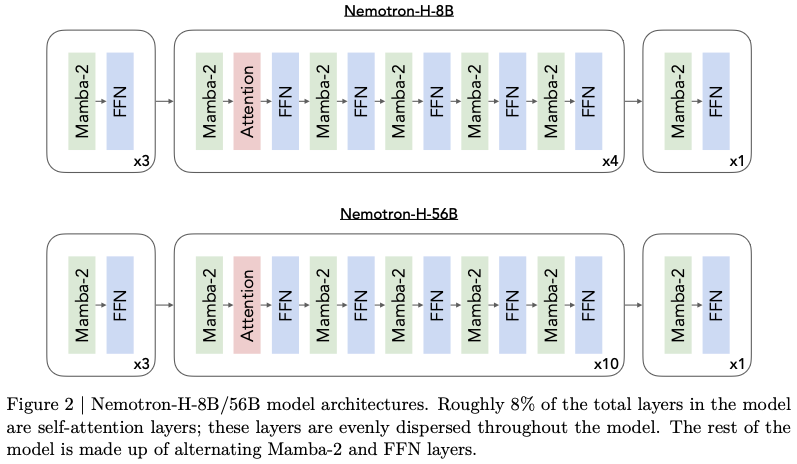 Nemotron-H-8B
Mamba-2
FFN
x3
Mamba-2
Attention
FFN
Mamba-2
FFN
Mamba-2
FFN
Mamba-2
FFN
Mamba-2
FFN
x4
Mamba-2
FFN
x1
Nemotron-H-56B
Mamba-2
FFN
x3
Mamba-2
Attention
FFN
Mamba-2
FFN
Mamba-2
FFN
Mamba-2
FFN
Mamba-2
FFN
x10
Mamba-2
FFN
x1
Figure 2 | Nemotron-H-8B/56B model architectures. Roughly 8% of the total layers in the model
are self-attention layers; these layers are evenly dispersed throughout the model. The rest of the
model is made up of alternating Mamba-2 and FFN layers.